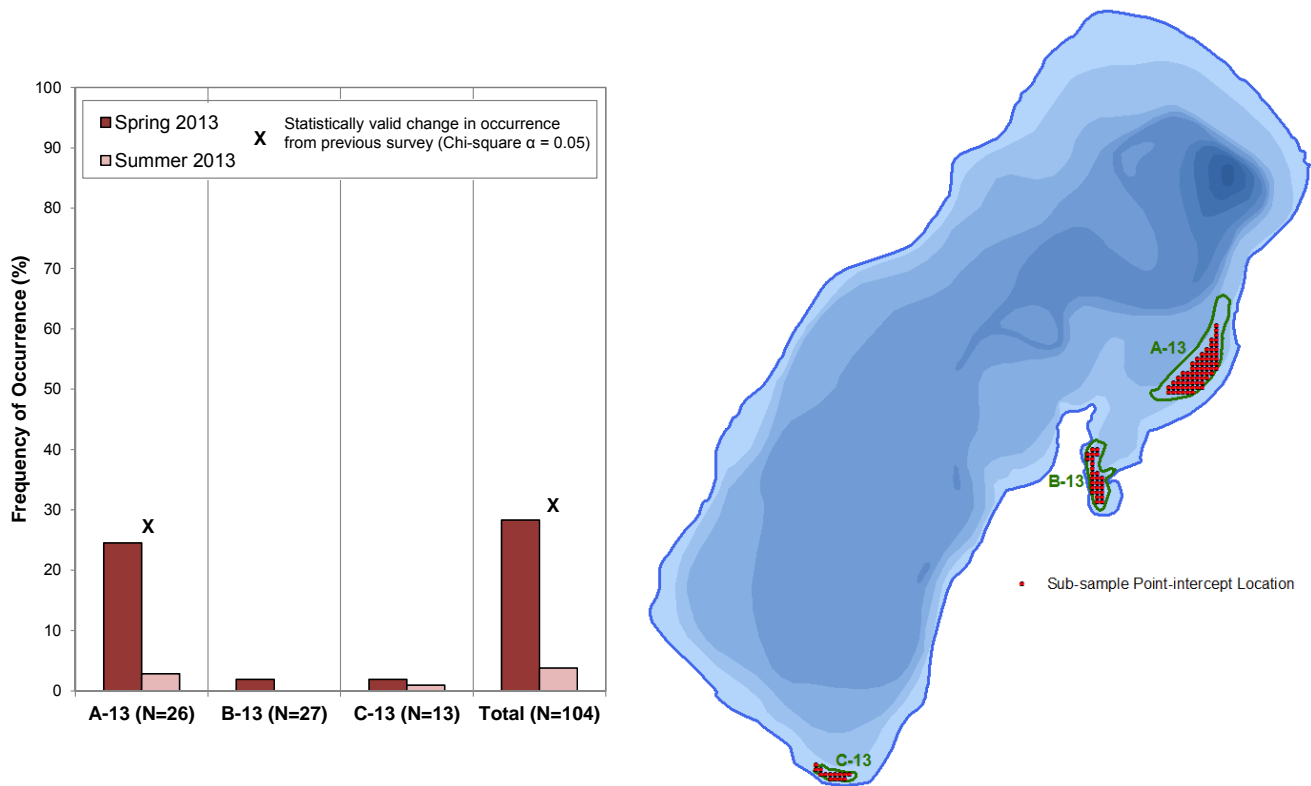 Frequency of Occurrence (%)
100
90
80
70
60
50
40
30
20
10
0
Spring 2013
Summer 2013
X Statistically valid change in occurrence
from previous survey (Chi-square α = 0.05)
X
X
A-13 (N=26) B-13 (N=27) C-13 (N=13) Total (N=104)
A-13
B-13
Sub-sample Point-intercept Location
C-13